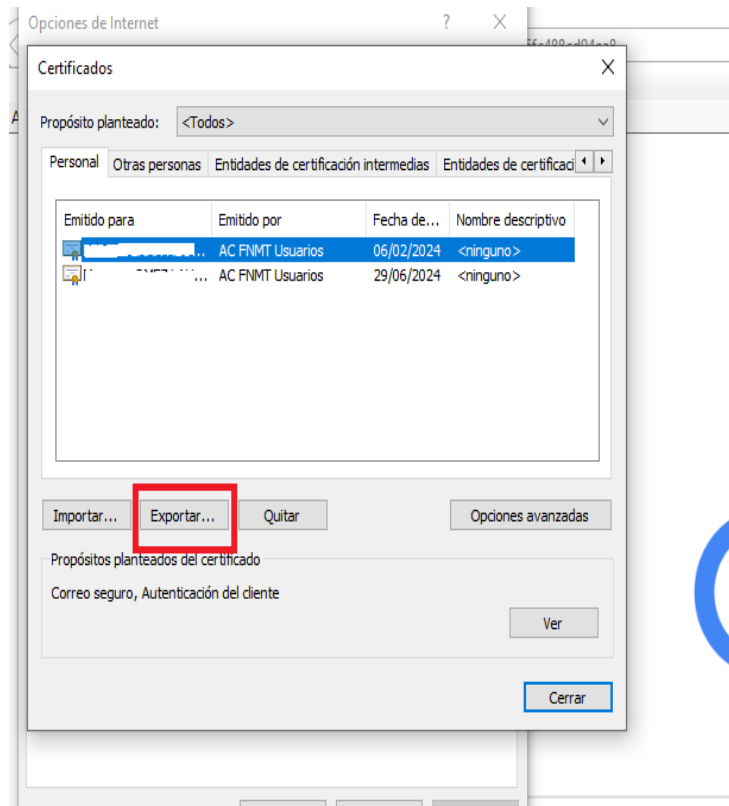 Opciones de Internet ? X
Certificados X
Propósito planteado: <Todos>
Personal Otras personas Entidades de certificación intermedias Entidades de certificaci
Emitido para Emitido por Fecha de... Nombre descriptivo
... AC FNMT Usuarios 06/02/2024 <ninguno>
... AC FNMT Usuarios 29/06/2024 <ninguno>
Importar... Exportar... Quitar Opciones avanzadas
Propósitos planteados del certificado
Correo seguro, Autenticación del cliente
Ver
Cerrar